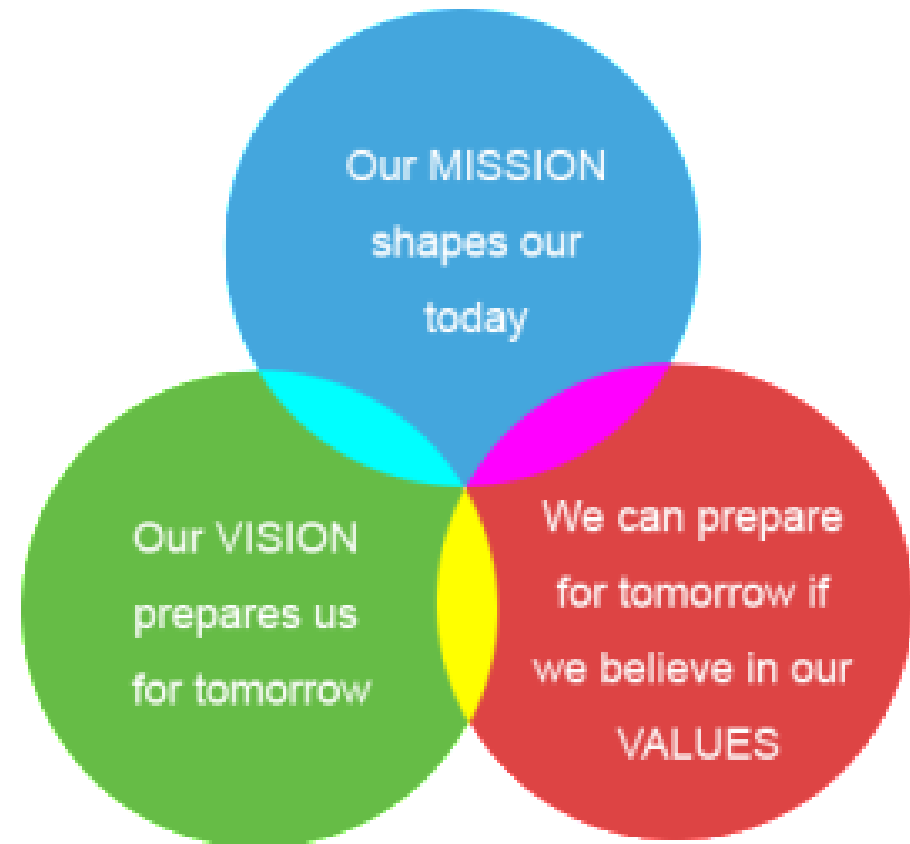 Our MISSION
shapes our
today
Our VISION
prepares us
for tomorrow
We can prepare
for tomorrow if
we believe in our
VALUES